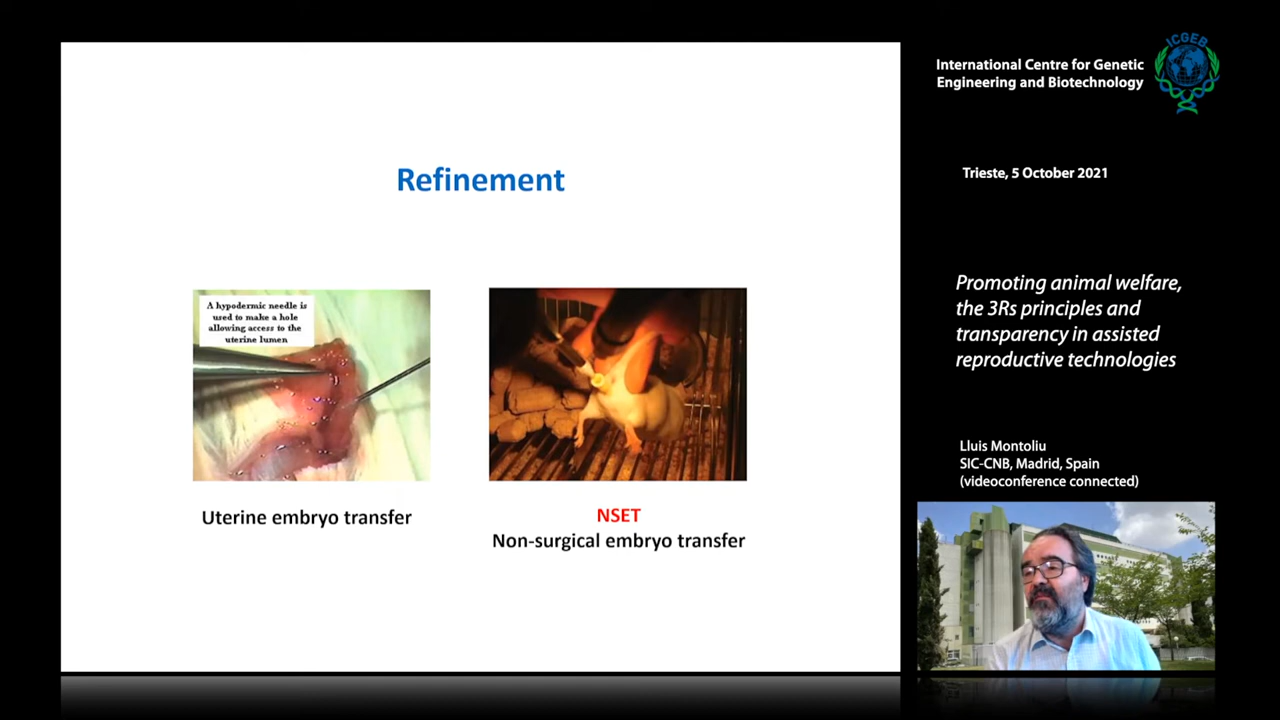 Refinement
A hypodermic needle is
used to make a hole
allowing access to the
uterine lumen
Uterine embryo transfer
NSET
Non-surgical embryo transfer
International Centre for Genetic
Engineering and Biotechnology
ICGEB
Trieste, 5 October 2021
Promoting animal welfare,
the 3Rs principles and
transparency in assisted
reproductive technologies
Lluis Montoliu
SIC-CNB, Madrid, Spain
(videoconference connected)